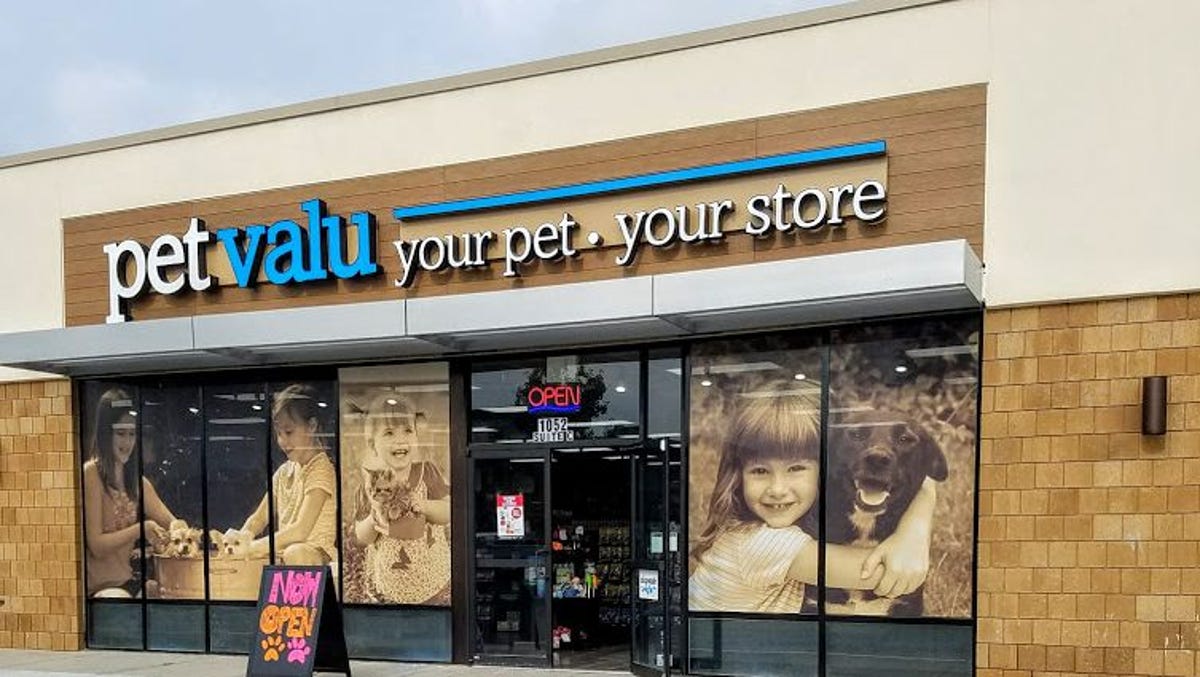 pet valu your pet · your store
OPEN
1052
SUITE C
NOW
OPEN